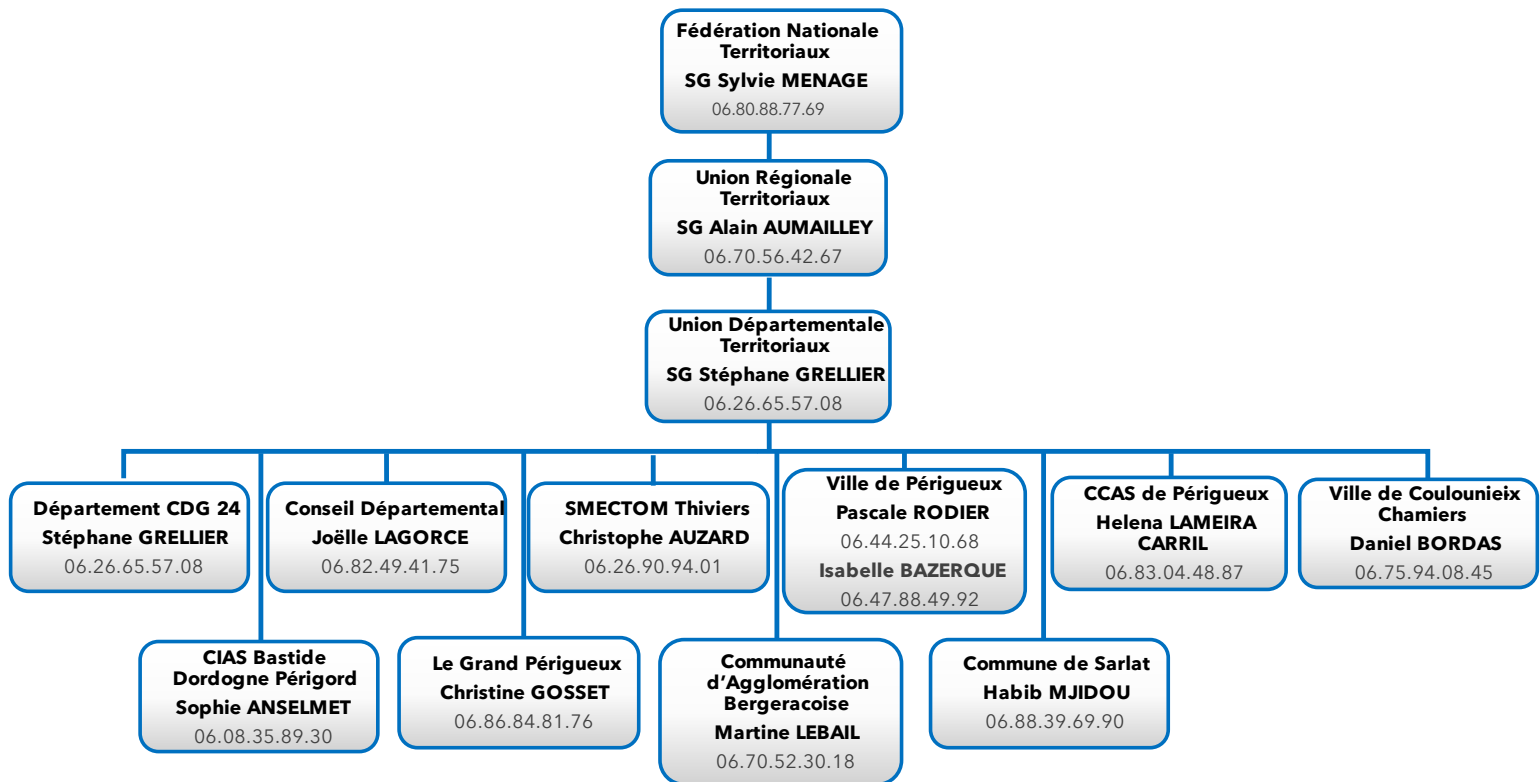 Fédération Nationale
Territoriaux
SG Sylvie MENAGE
06.80.88.77.69
Union Régionale
Territoriaux
SG Alain AUMAILLEY
06.70.56.42.67
Union Départementale
Territoriaux
SG Stéphane GRELLIER
06.26.65.57.08
Département CDG 24
Stéphane GRELLIER
06.26.65.57.08
Conseil Départemental
Joëlle LAGORCE
06.82.49.41.75
SMECTOM Thiviers
Christophe AUZARD
06.26.90.94.01
Ville de Périgueux
Pascale RODIER
06.44.25.10.68
Isabelle BAZERQUE
06.47.88.49.92
CCAS de Périgueux
Helena LAMEIRA
CARRIL
06.83.04.48.87
Ville de Coulounieix
Chamiers
Daniel BORDAS
06.75.94.08.45
CIAS Bastide
Dordogne Périgord
Sophie ANSELMET
06.08.35.89.30
Le Grand Périgueux
Christine GOSSET
06.86.84.81.76
Communauté
d’Agglomération
Bergeracoise
Martine LEBAIL
06.70.52.30.18
Commune de Sarlat
Habib MJIDOU
06.88.39.69.90